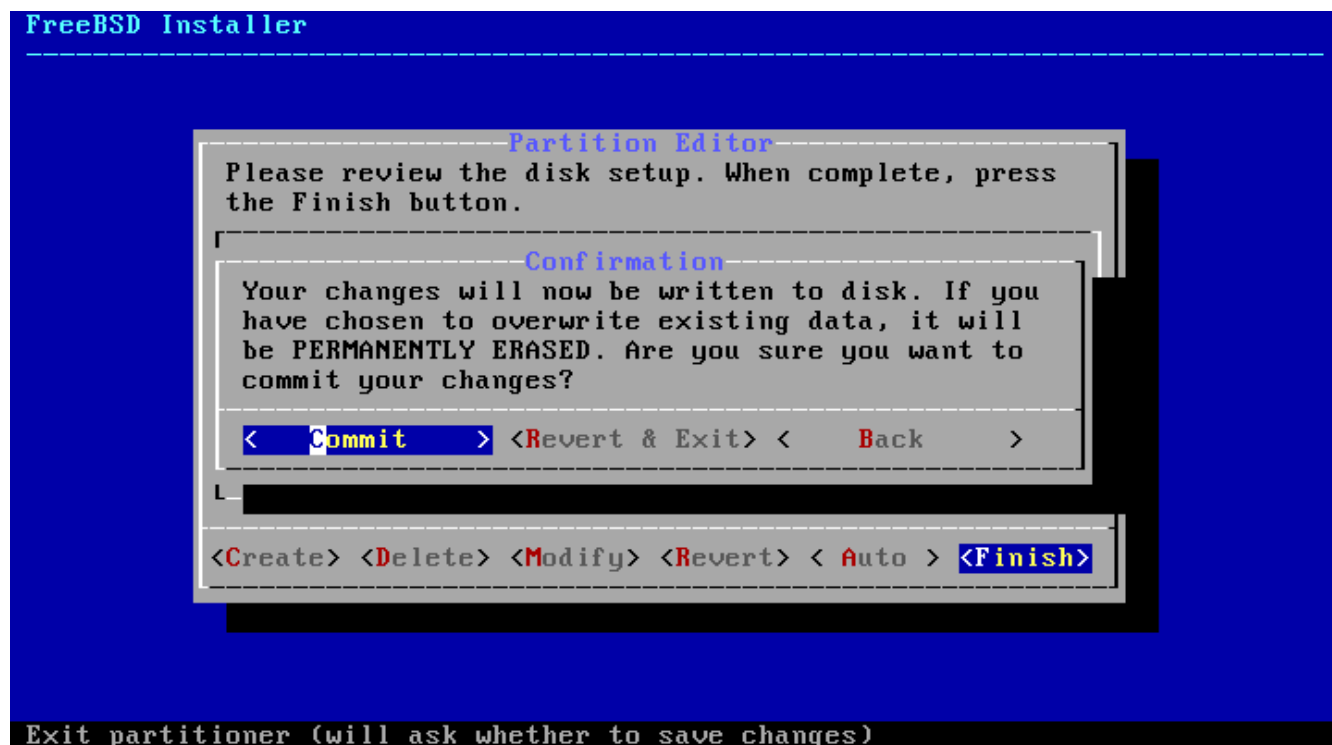 FreeBSD Installer
Partition Editor
Please review the disk setup. When complete, press
the Finish button.
Confirmation
Your changes will now be written to disk. If you
have chosen to overwrite existing data, it will
be PERMANENTLY ERASED. Are you sure you want to
commit your changes?
< Commit > <Revert & Exit> < Back >
<Create> <Delete> <Modify> <Revert> < Auto > <Finish>
Exit partitioner (will ask whether to save changes)